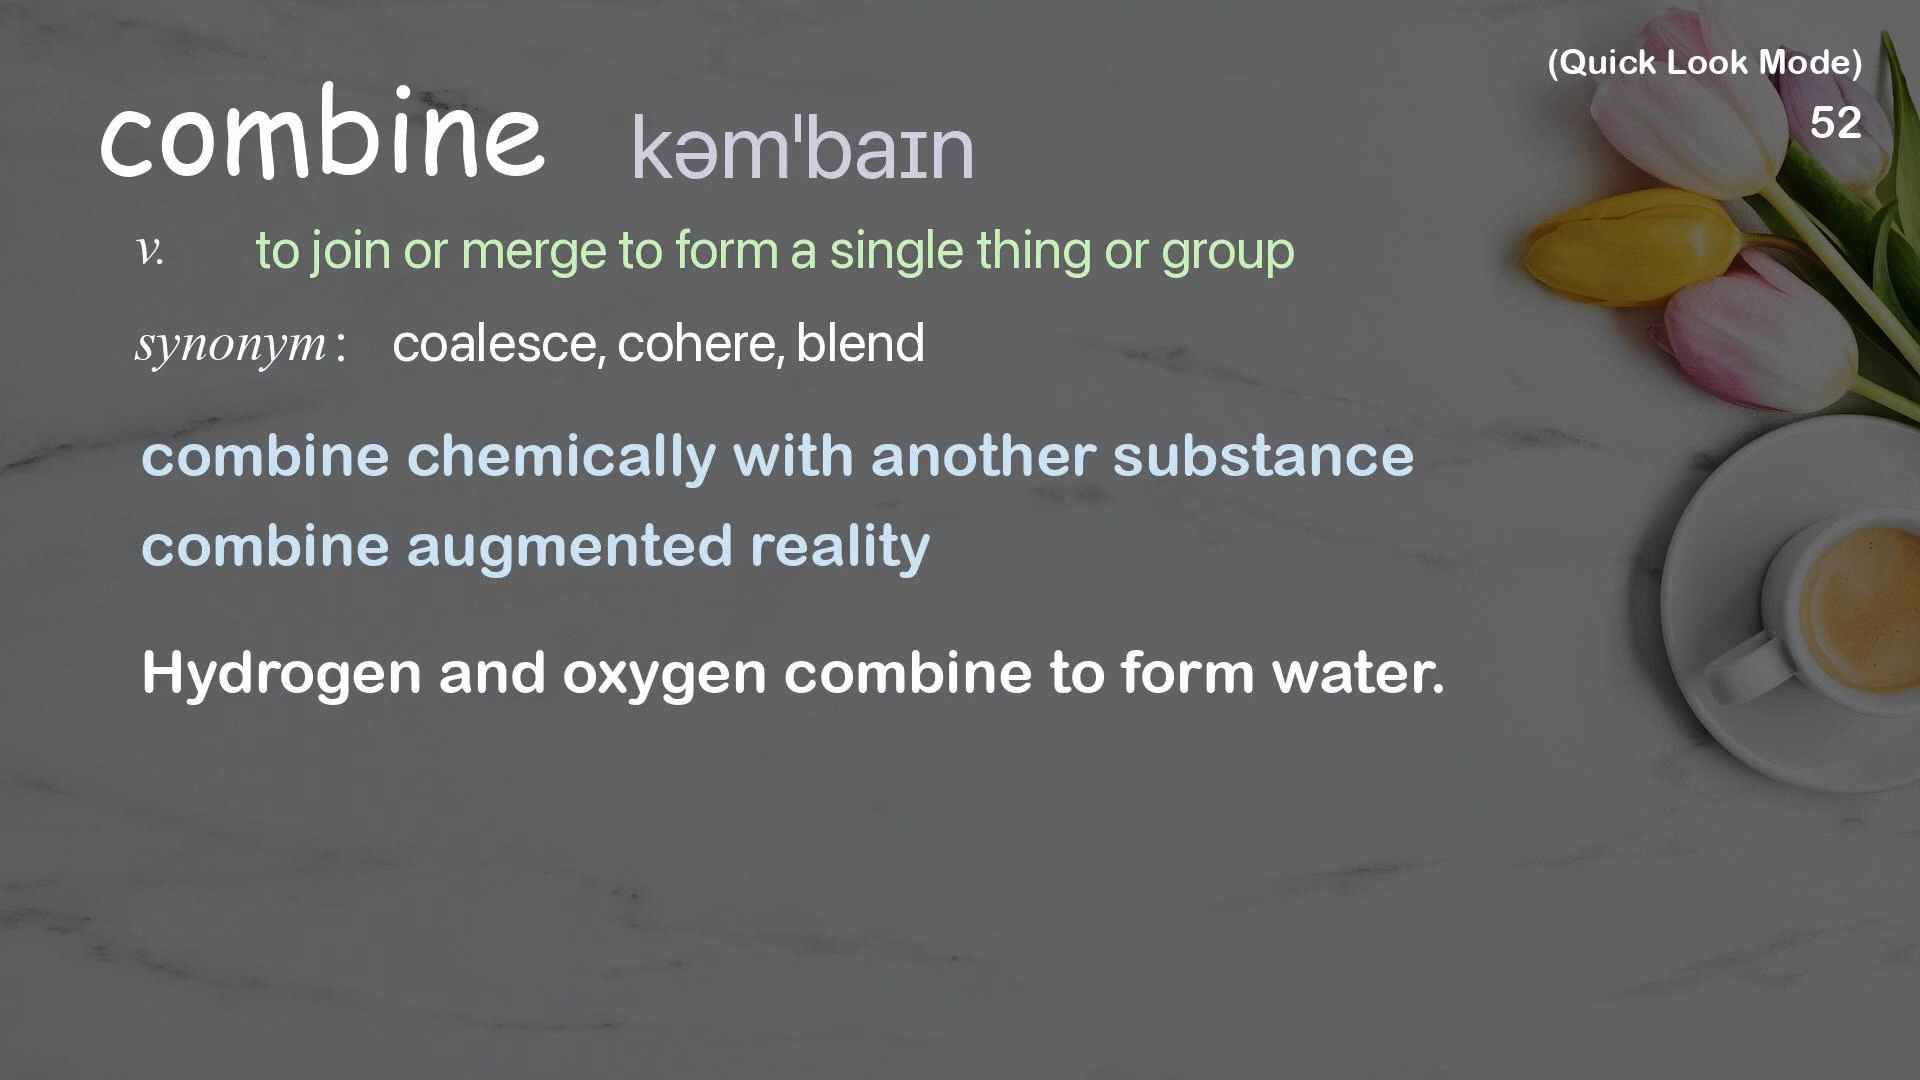 (Quick Look Mode)
52
combine kəm'baɪn
v. to join or merge to form a single thing or group
synonym : coalesce, cohere, blend
combine chemically with another substance
combine augmented reality
Hydrogen and oxygen combine to form water.